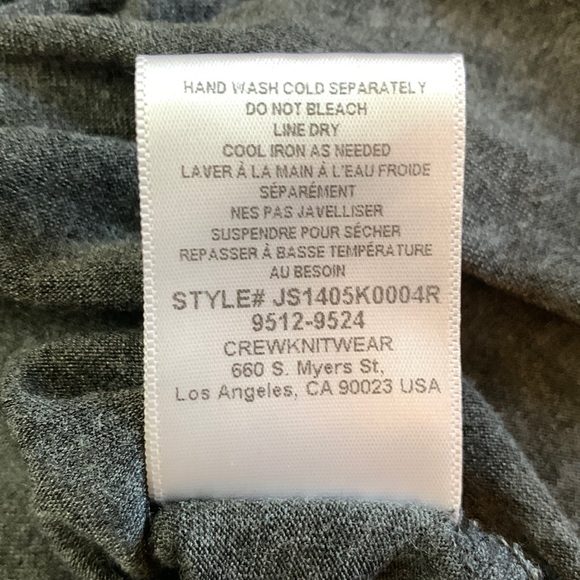 HAND WASH COLD SEPARATELY
DO NOT BLEACH
LINE DRY
COOL IRON AS NEEDED
LAVER À LA MAIN À L'EAU FROIDE
SÉPARÉMENT
NES PAS JAVELLISER
SUSPENDRE POUR SÉCHER
REPASSER À BASSE TEMPÉRATURE
AU BESOIN
STYLE# JS1405K0004R
9512-9524
CREWKNITWEAR
660 S. Myers St,
Los Angeles, CA 90023 USA